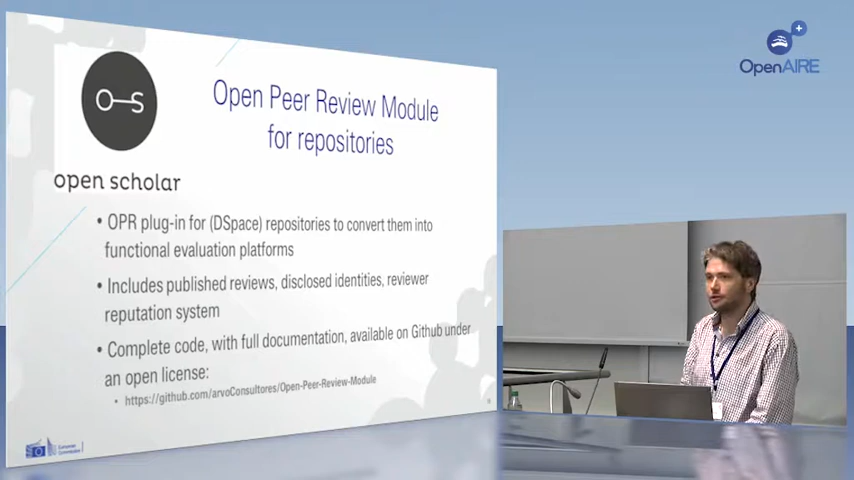 OpenAIRE
O-S
open scholar
Open Peer Review Module
for repositories
• OPR plug-in for (DSpace) repositories to convert them into
functional evaluation platforms
• Includes published reviews, disclosed identities, reviewer
reputation system
• Complete code, with full documentation, available on Github under
an open license:
• https://github.com/arvoConsultores/Open-Peer-Review-Module
European
Commission